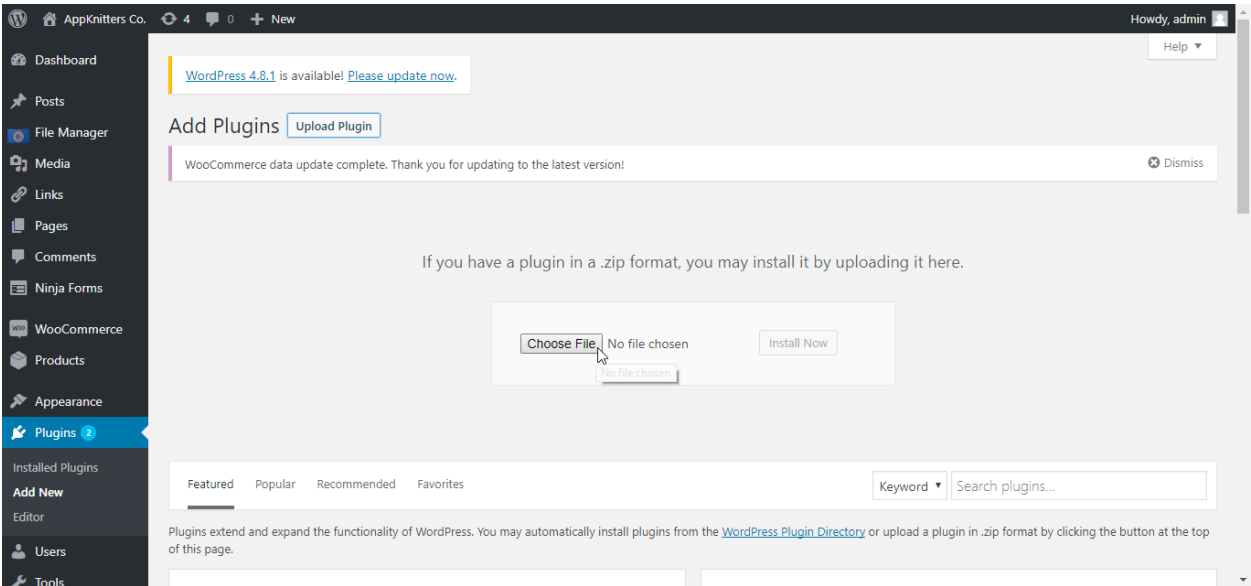 AppKnitters Co. 4 0 + New Howdy, admin
Help ▼
Dashboard
Posts
File Manager
Media
Links
Pages
Comments
Ninja Forms
WooCommerce
Products
Appearance
Plugins 2
Installed Plugins
Add New
Editor
Users
Tools
WordPress 4.8.1 is available! Please update now.
Add Plugins Upload Plugin
WooCommerce data update complete. Thank you for updating to the latest version! Dismiss
If you have a plugin in a .zip format, you may install it by uploading it here.
Choose File No file chosen Install Now
No file chosen
Featured Popular Recommended Favorites Keyword ▼ Search plugins...
Plugins extend and expand the functionality of WordPress. You may automatically install plugins from the WordPress Plugin Directory or upload a plugin in .zip format by clicking the button at the top
of this page.